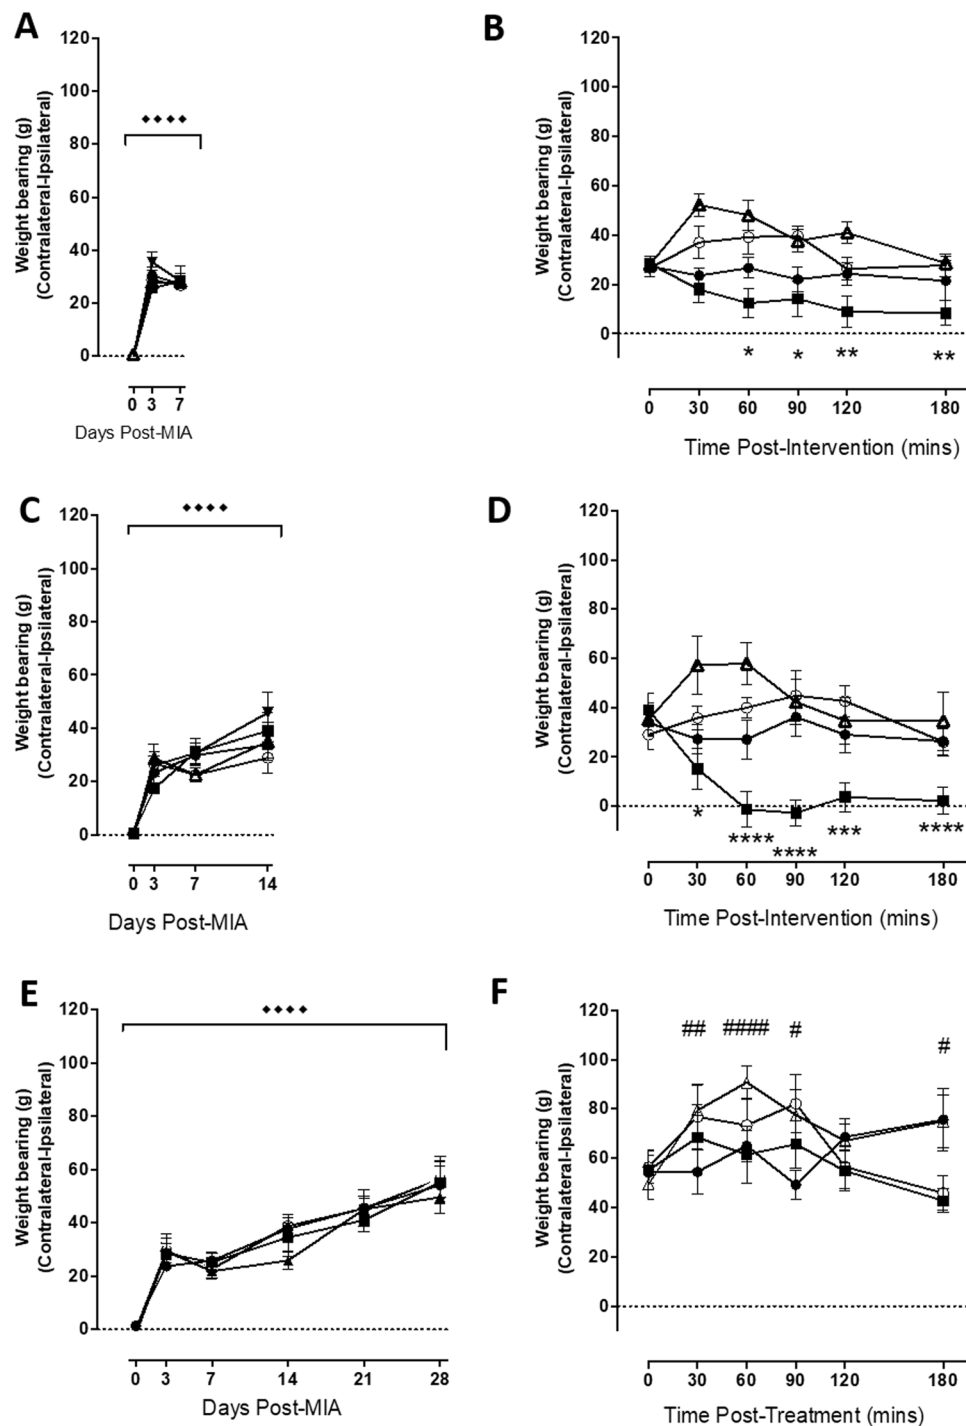 A
Weight bearing (g)
(Contralateral-Ipsilateral)
120
100
80
60
40
20
0
◆◆◆◆
0 3 7
Days Post-MIA
B
Weight bearing (g)
(Contralateral-Ipsilateral)
120
100
80
60
40
20
0
* * ** **
0 30 60 90 120 180
Time Post-Intervention (mins)
C
Weight bearing (g)
(Contralateral-Ipsilateral)
120
100
80
60
40
20
0
◆◆◆◆
0 3 7 14
Days Post-MIA
D
Weight bearing (g)
(Contralateral-Ipsilateral)
120
100
80
60
40
20
0
* **** **** *** ****
0 30 60 90 120 180
Time Post-Intervention (mins)
E
Weight bearing (g)
(Contralateral-Ipsilateral)
120
100
80
60
40
20
0
◆◆◆◆
0 3 7 14 21 28
Days Post-MIA
F
Weight bearing (g)
(Contralateral-Ipsilateral)
120
100
80
60
40
20
0
## #### # #
0 30 60 90 120 180
Time Post-Treatment (mins)